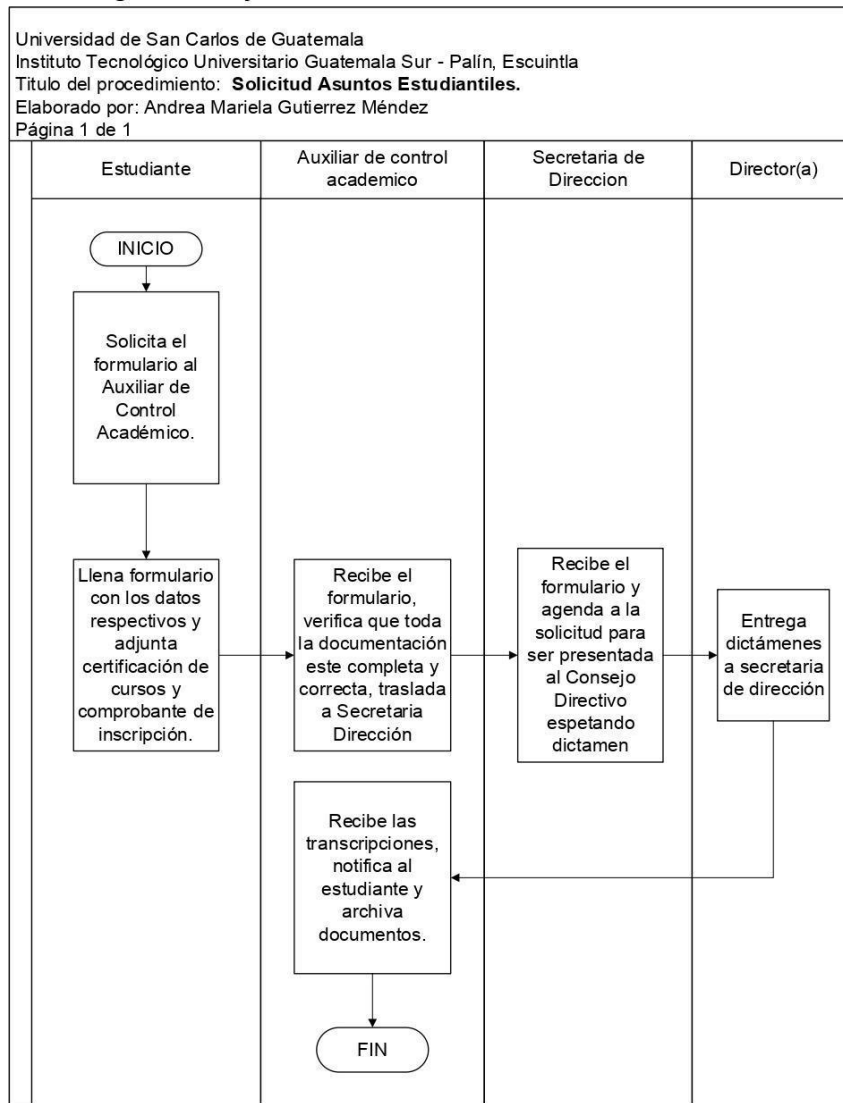 Universidad de San Carlos de Guatemala
Instituto Tecnológico Universitario Guatemala Sur - Palín, Escuintla
Titulo del procedimiento: Solicitud Asuntos Estudiantiles.
Elaborado por: Andrea Mariela Gutierrez Méndez
Página 1 de 1
Estudiante
Auxiliar de control
academico
Secretaria de
Direccion
Director(a)
INICIO
Solicita el
formulario al
Auxiliar de
Control
Académico.
Llena formulario
con los datos
respectivos y
adjunta
certificación de
cursos y
comprobante de
inscripción.
Recibe el
formulario,
verifica que toda
la documentación
este completa y
correcta, traslada
a Secretaria
Dirección
Recibe el
formulario y
agenda a la
solicitud para
ser presentada
al Consejo
Directivo
espetando
dictamen
Entrega
dictámenes
a secretaria
de dirección
Recibe las
transcripciones,
notifica al
estudiante y
archiva
documentos.
FIN